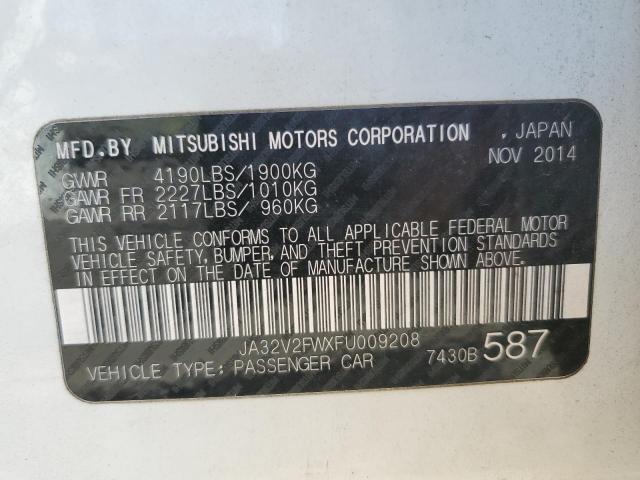 MFD.BY MITSUBISHI MOTORS CORPORATION , JAPAN
NOV 2014
GVWR 4190LBS/1900KG
GAWR FR 2227LBS/1010KG
GAWR RR 2117LBS/ 960KG
THIS VEHICLE CONFORMS TO ALL APPLICABLE FEDERAL MOTOR
VEHICLE SAFETY, BUMPER, AND THEFT PREVENTION STANDARDS
IN EFFECT ON THE DATE OF MANUFACTURE SHOWN ABOVE.
JA32V2FWXFU009208
7430B 587
VEHICLE TYPE: PASSENGER CAR